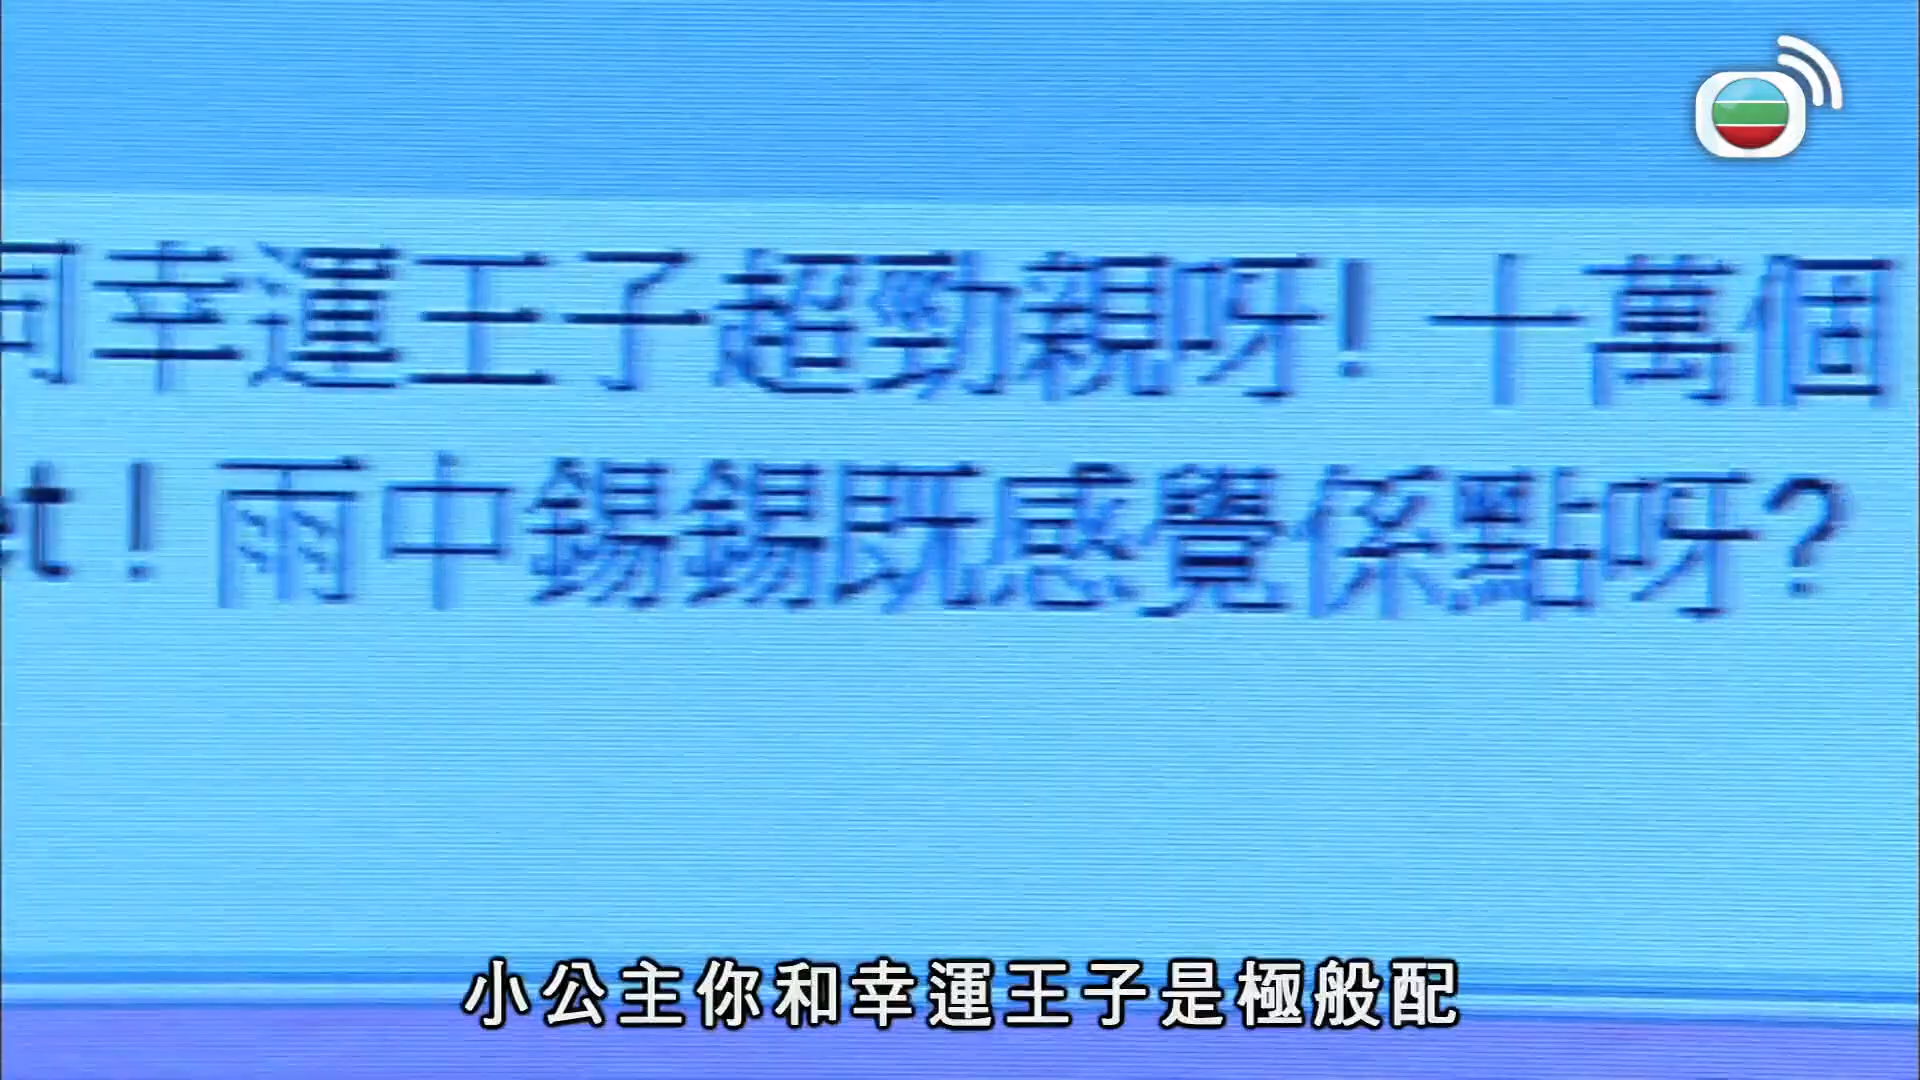 同幸運王子超勁親呀！十萬個
et！雨中錫錫既感覺係點呀？
小公主你和幸運王子是極般配